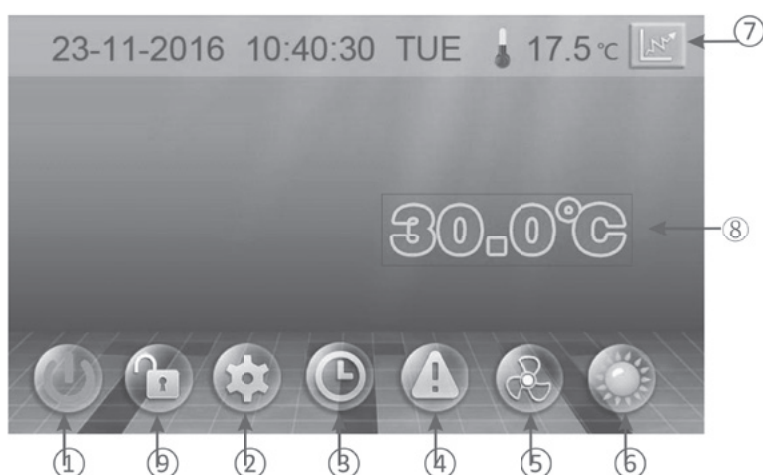 23-11-2016 10:40:30 TUE 17.5 ℃
⑦
30.0°C
⑧
① ⑨ ② ③ ④ ⑤ ⑥